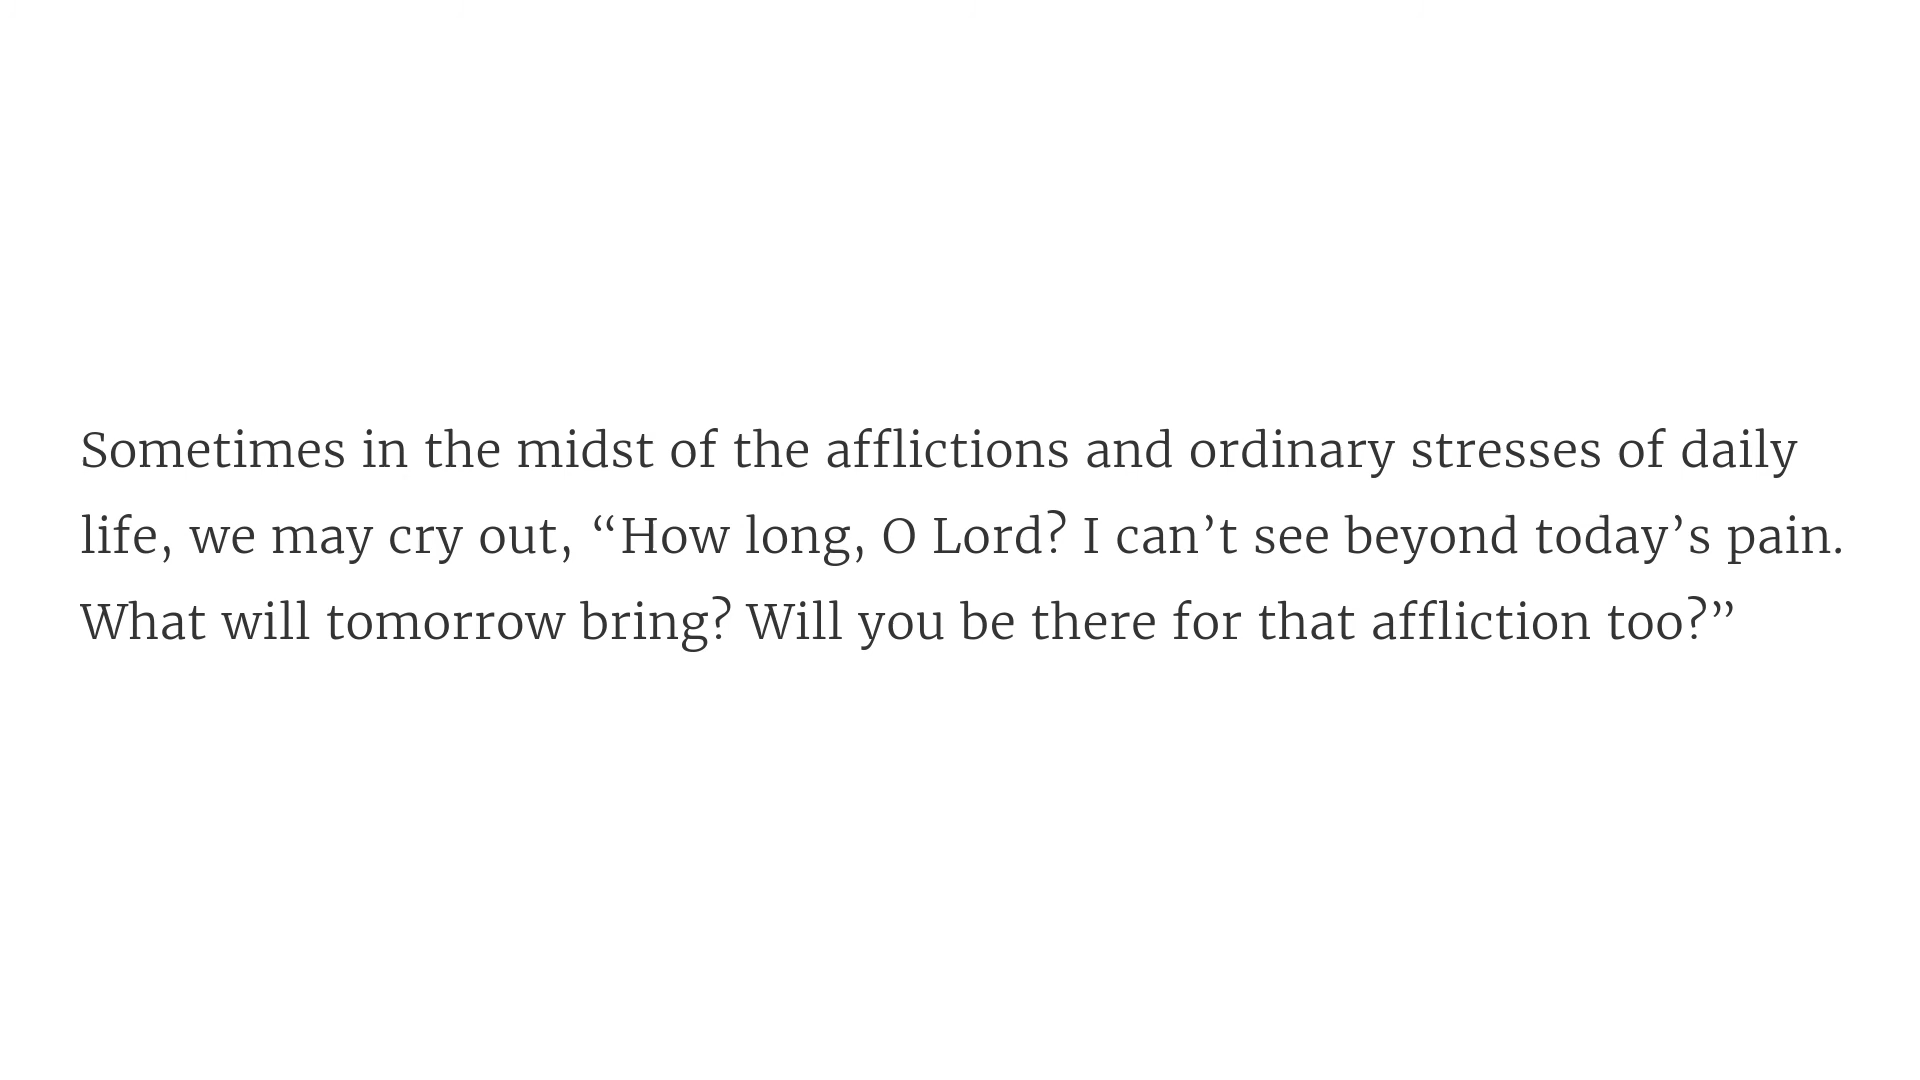 Sometimes in the midst of the afflictions and ordinary stresses of daily
life, we may cry out, “How long, O Lord? I can’t see beyond today’s pain.
What will tomorrow bring? Will you be there for that affliction too?”